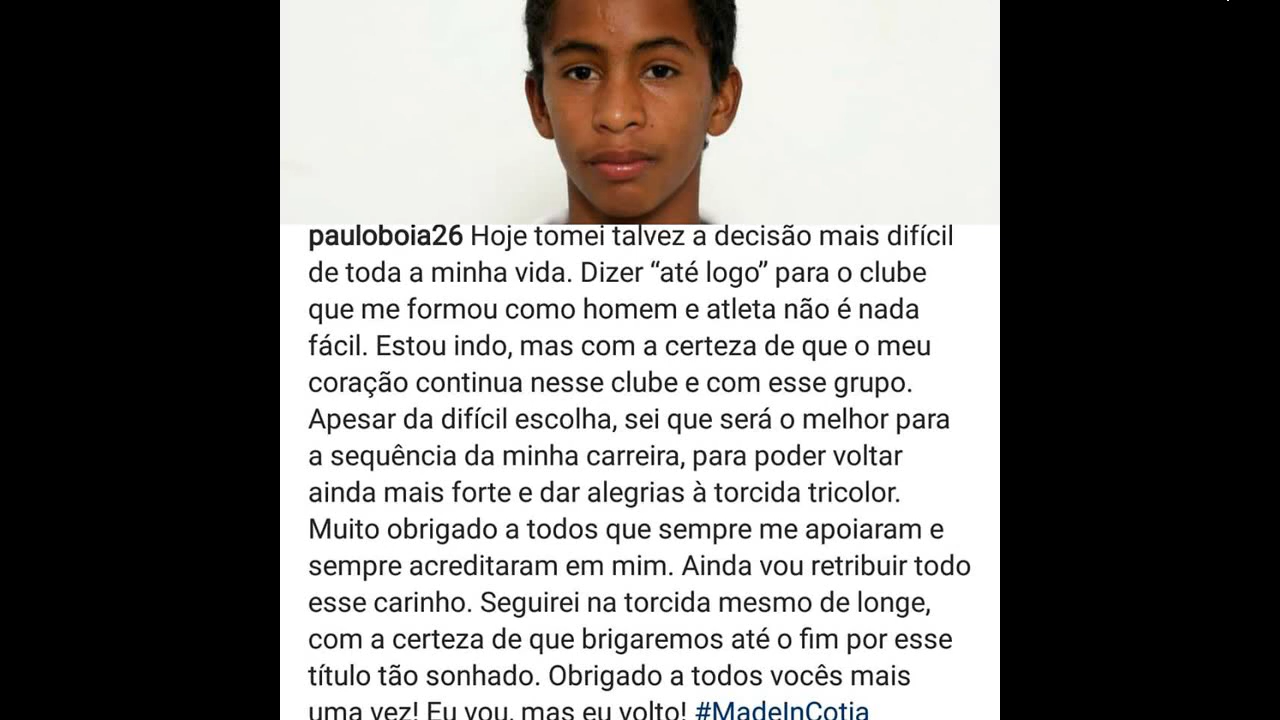 pauloboia26 Hoje tomei talvez a decisão mais difícil
de toda a minha vida. Dizer “até logo” para o clube
que me formou como homem e atleta não é nada
fácil. Estou indo, mas com a certeza de que o meu
coração continua nesse clube e com esse grupo.
Apesar da difícil escolha, sei que será o melhor para
a sequência da minha carreira, para poder voltar
ainda mais forte e dar alegrias à torcida tricolor.
Muito obrigado a todos que sempre me apoiaram e
sempre acreditaram em mim. Ainda vou retribuir todo
esse carinho. Seguirei na torcida mesmo de longe,
com a certeza de que brigaremos até o fim por esse
título tão sonhado. Obrigado a todos vocês mais
uma vez! Eu vou, mas eu volto! #MadeInCotia